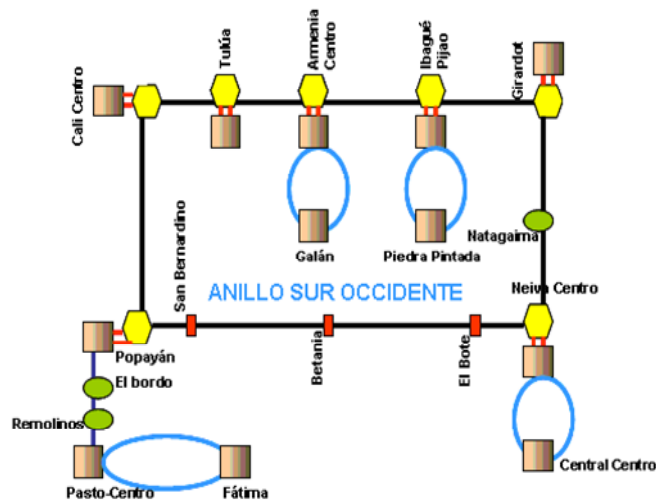 Cali Centro
Tulúa
Armenia
Centro
Ibagué
Pijao
Girardot
Natagaima
Galán
Piedra Pintada
San Bernardino
ANILLO SUR OCCIDENTE
Neiva Centro
Popayán
Betania
El Bote
El bordo
Remolinos
Pasto-Centro
Fátima
Central Centro